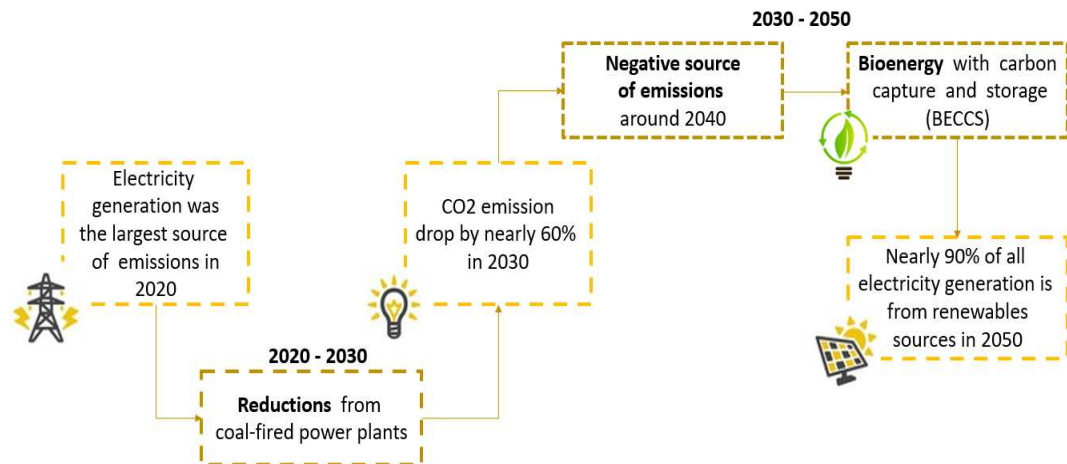 Electricity
generation was
the largest source
of emissions in
2020
2020 - 2030
Reductions from
coal-fired power plants
CO2 emission
drop by nearly 60%
in 2030
2030 - 2050
Negative source
of emissions
around 2040
Bioenergy with carbon
capture and storage
(BECCS)
Nearly 90% of all
electricity generation is
from renewables
sources in 2050